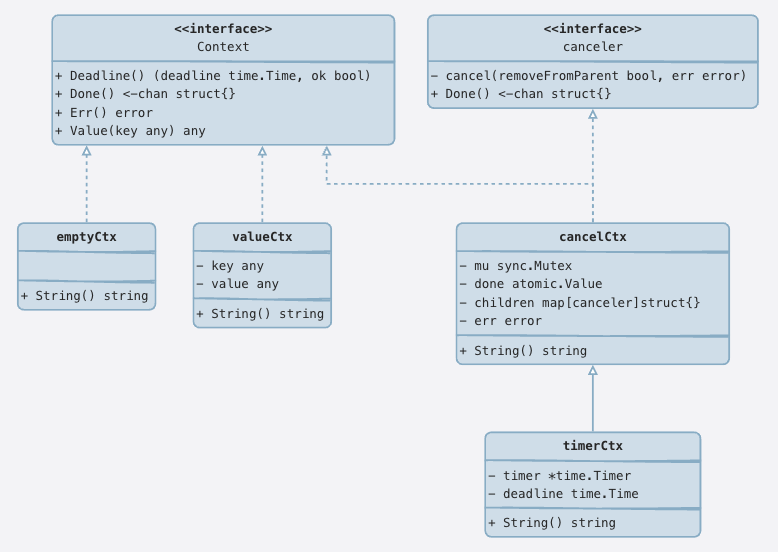 <<interface>>
Context
+ Deadline() (deadline time.Time, ok bool)
+ Done() <−chan struct{}
+ Err() error
+ Value(key any) any
<<interface>>
canceler
− cancel(removeFromParent bool, err error)
+ Done() <−chan struct{}
emptyCtx
+ String() string
valueCtx
− key any
− value any
+ String() string
cancelCtx
− mu sync.Mutex
− done atomic.Value
− children map[canceler]struct{}
− err error
+ String() string
timerCtx
− timer *time.Timer
− deadline time.Time
+ String() string